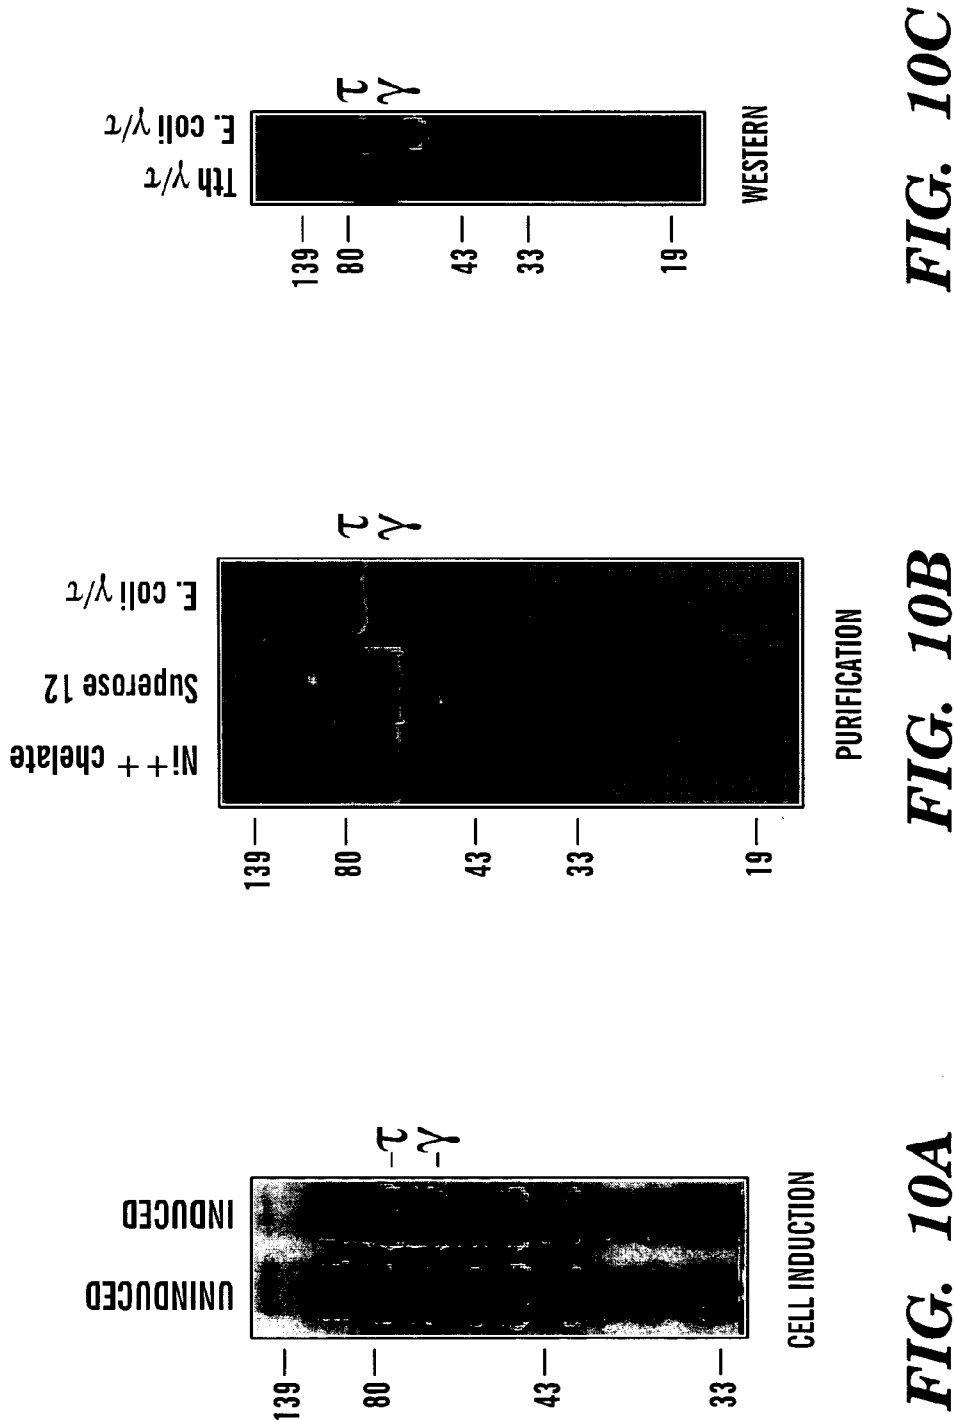 UNINDUCED
INDUCED
139
80
43
33
-τ
-γ
CELL INDUCTION
FIG. 10A
Ni++ chelate
Superose 12
E. coli γ/τ
139
80
43
33
19
τ
γ
PURIFICATION
FIG. 10B
Tth γ/τ
E. coli γ/τ
139
80
43
33
19
τ
γ
WESTERN
FIG. 10C